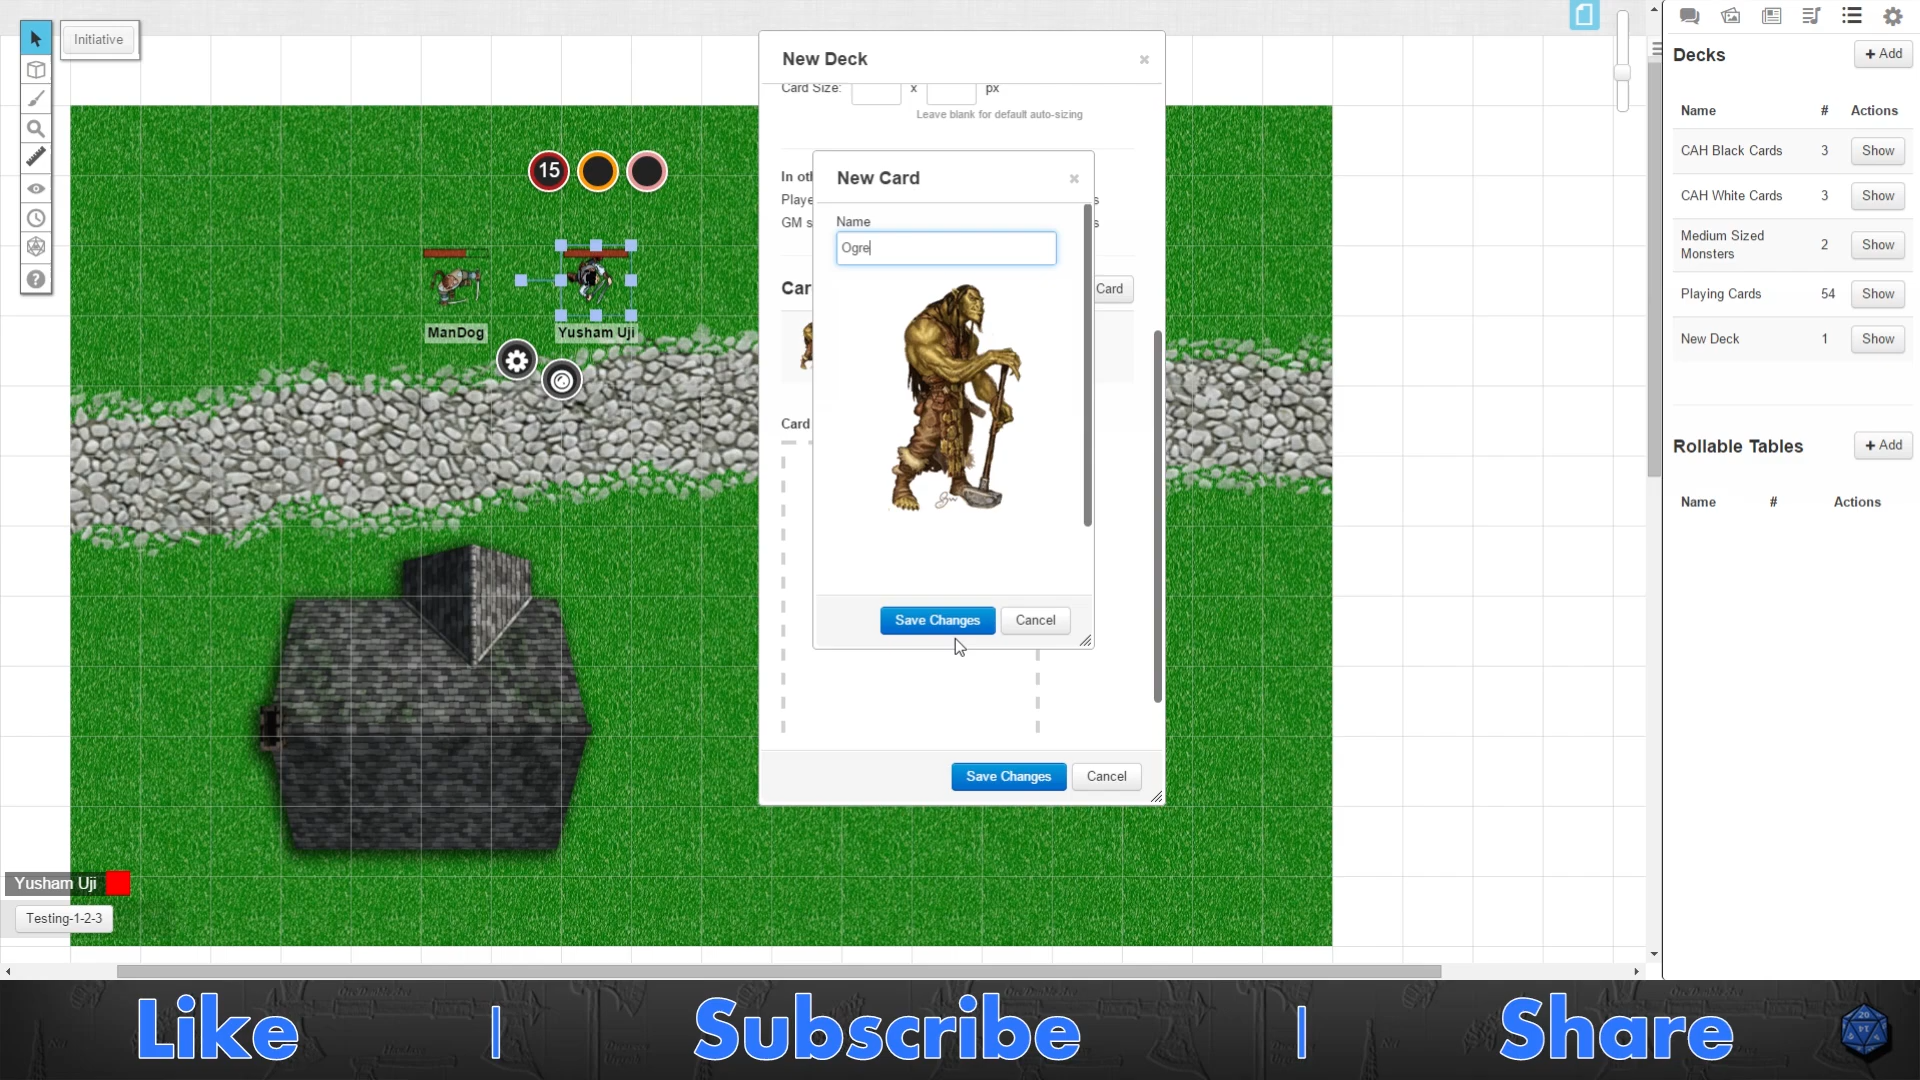 Initiative
15
ManDog
Yusham Uji
Yusham Uji
Testing-1-2-3
New Deck
×
Card Size:
x
px
Leave blank for default auto-sizing
In ot
Playe
s
GM s
s
Car
Card
Card
New Card
×
Name
Ogre
Save Changes
Cancel
Save Changes
Cancel
Decks
+ Add
Name
#
Actions
CAH Black Cards
3
Show
CAH White Cards
3
Show
Medium Sized
Monsters
2
Show
Playing Cards
54
Show
New Deck
1
Show
Rollable Tables
+ Add
Name
#
Actions
Like
|
Subscribe
|
Share
20
14